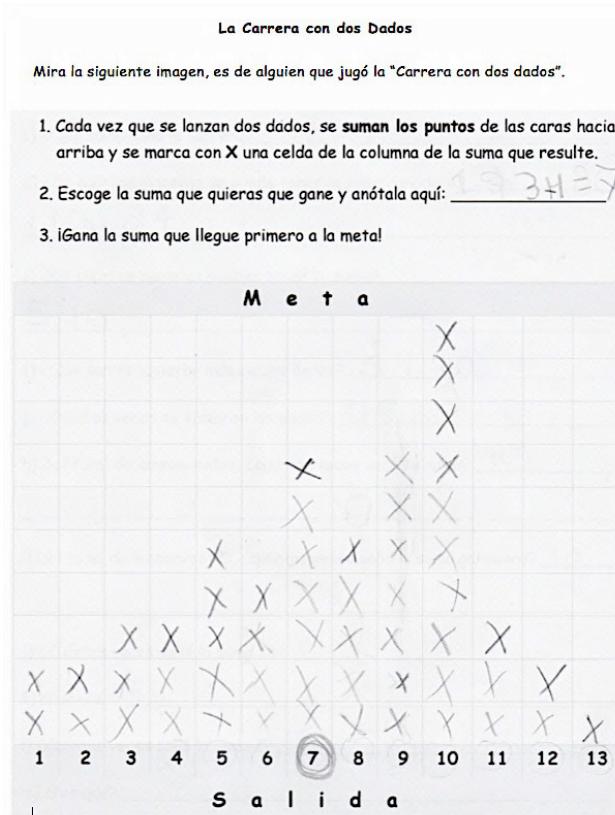 La Carrera con dos Dados
Mira la siguiente imagen, es de alguien que jugó la "Carrera con dos dados".
1. Cada vez que se lanzan dos dados, se suman los puntos de las caras hacia
arriba y se marca con X una celda de la columna de la suma que resulte.
2. Escoge la suma que quieras que gane y anótala aquí: 3+4=7
3. ¡Gana la suma que llegue primero a la meta!
M e t a
X
X
X
X X X
X X X
X X X X X
X X X X X X
X X X X X X X X X
X X X X X X X X X X X X
X X X X X X X X X X X X X
1 2 3 4 5 6 7 8 9 10 11 12 13
S a l i d a